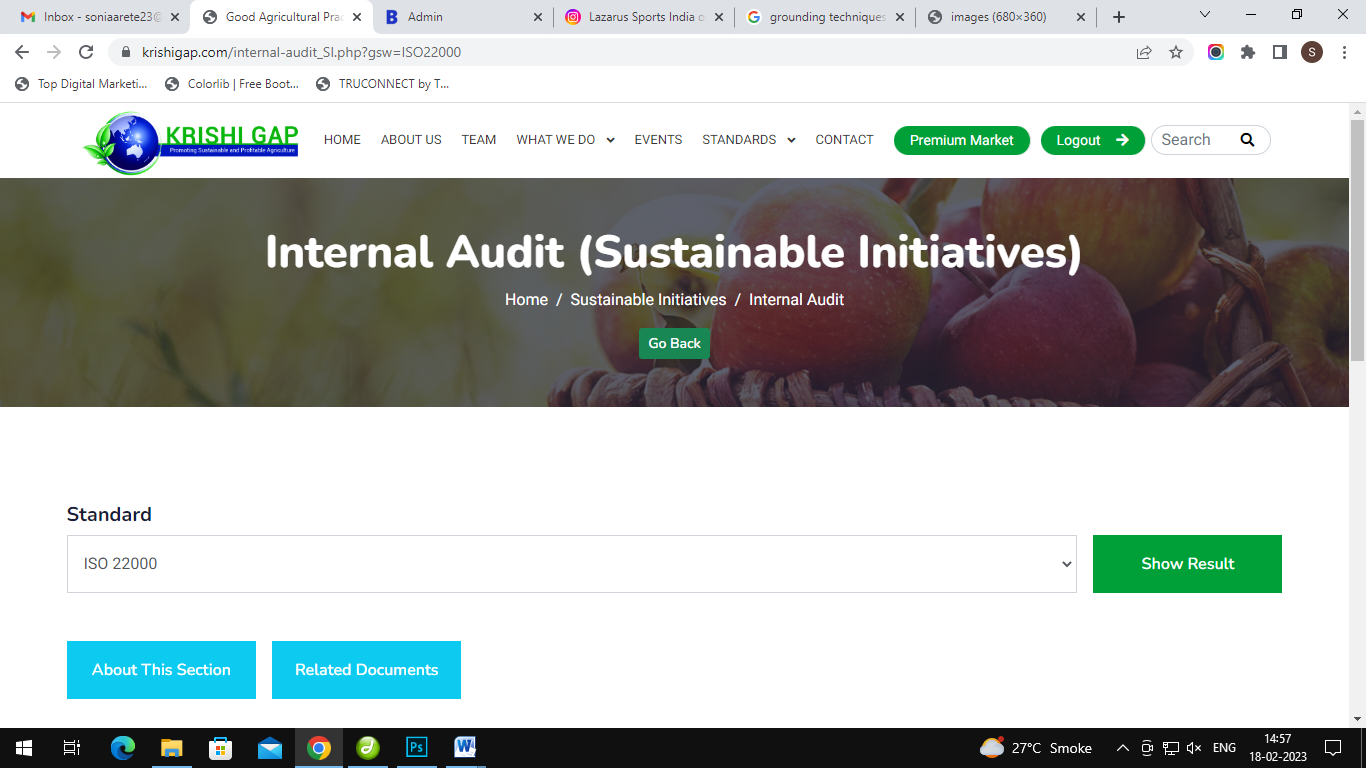 Inbox - soniaarete23@
Good Agricultural Prac
Admin
Lazarus Sports India o
grounding techniques
images (680×360)
krishigap.com/internal-audit_SI.php?gsw=ISO22000
S
Top Digital Marketi...
Colorlib | Free Boot...
TRUCONNECT by T...
KRISHI GAP
Promoting Sustainable and Profitable Agriculture
HOME
ABOUT US
TEAM
WHAT WE DO
EVENTS
STANDARDS
CONTACT
Premium Market
Logout
Search
Internal Audit (Sustainable Initiatives)
Home / Sustainable Initiatives / Internal Audit
Go Back
Standard
ISO 22000
Show Result
About This Section
Related Documents
Ps
W
27°C Smoke
ENG
14:57
18-02-2023